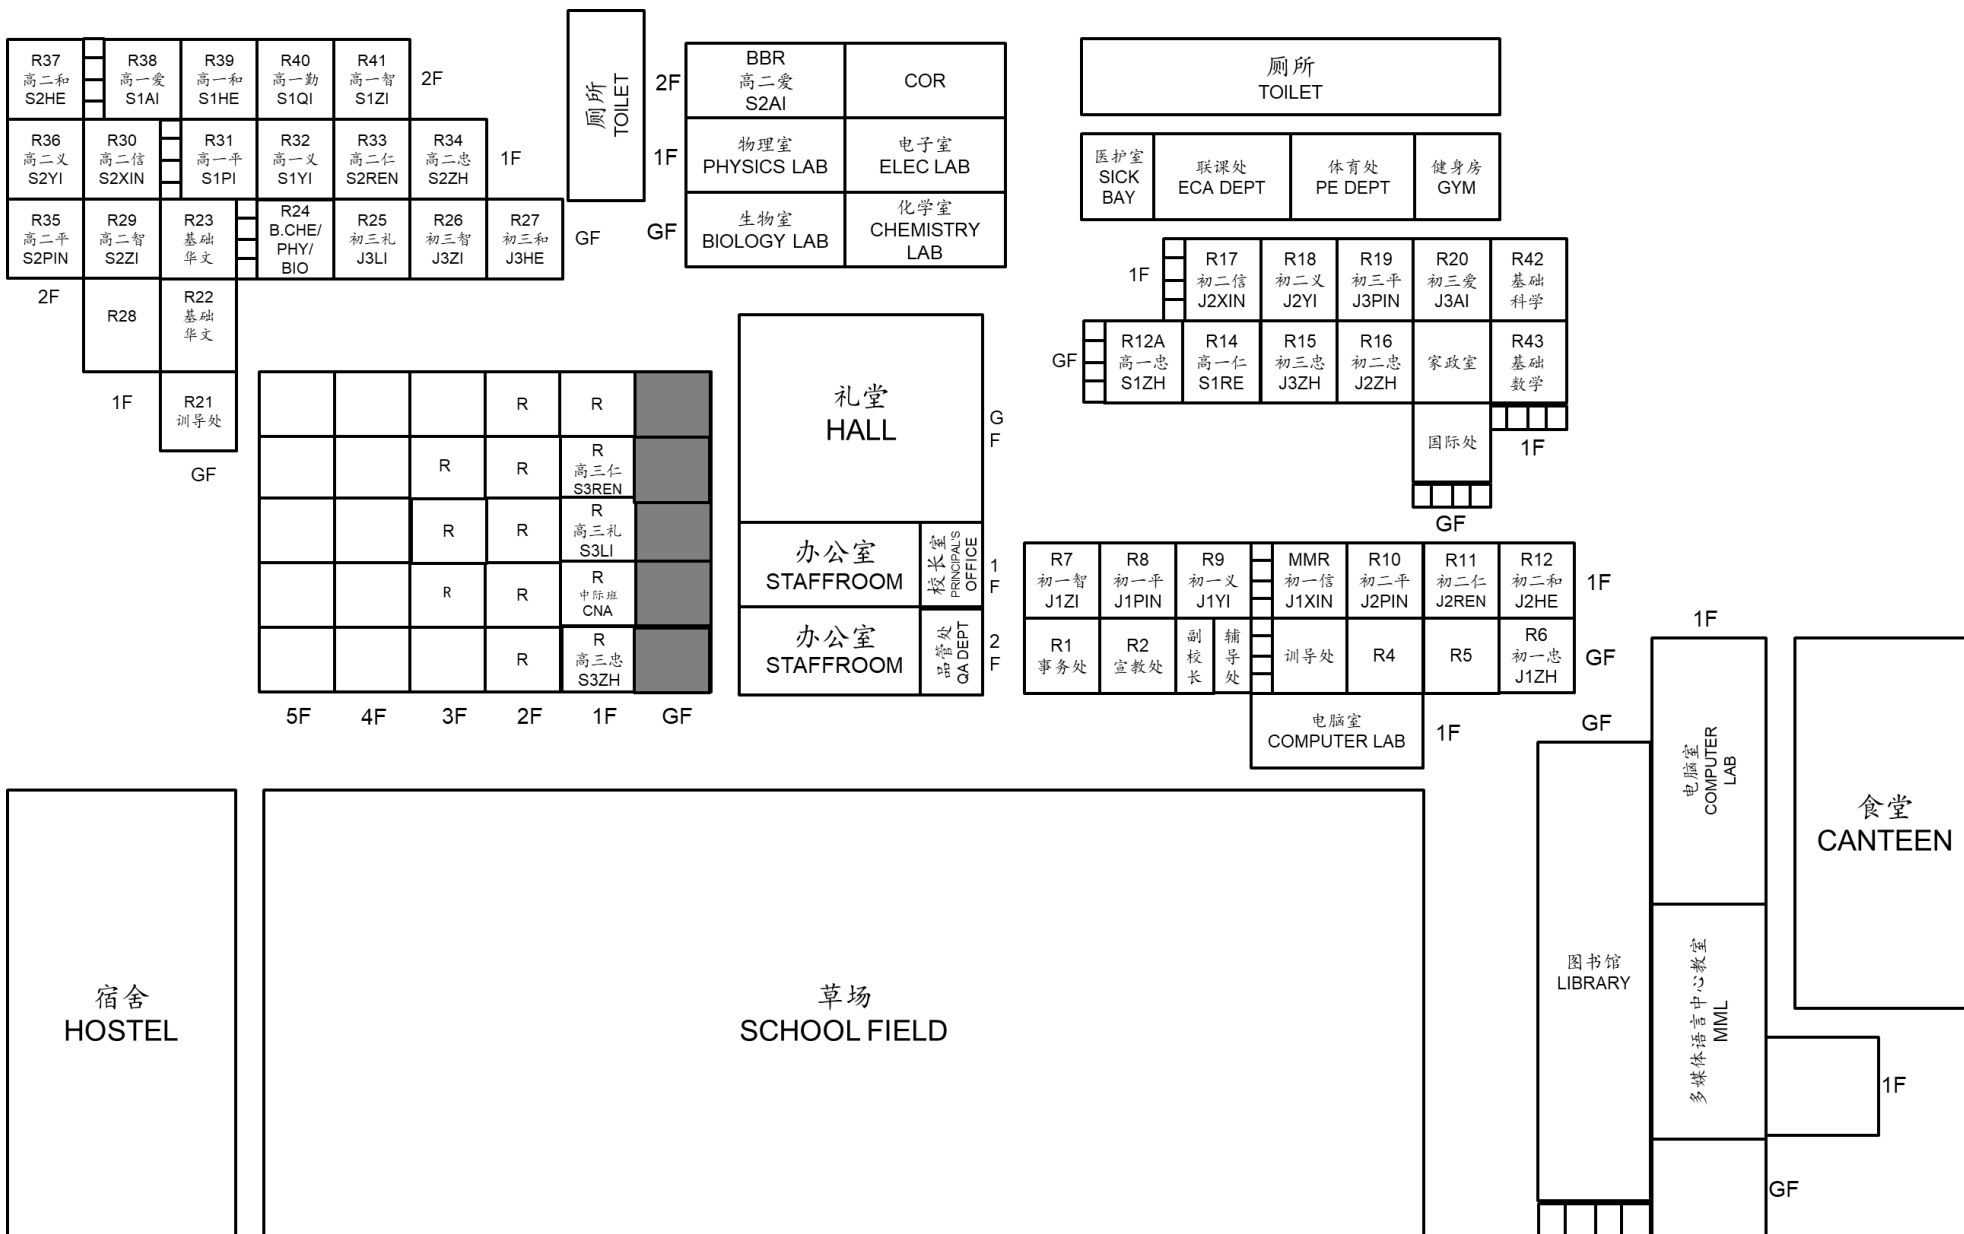 R37
高二和
S2HE
R38
高一爱
S1AI
R39
高一和
S1HE
R40
高一勤
S1QI
R41
高一智
S1ZI
2F
R36
高二义
S2YI
R30
高二信
S2XIN
R31
高一平
S1PI
R32
高一义
S1YI
R33
高二仁
S2REN
R34
高二忠
S2ZH
1F
R35
高二平
S2PIN
R29
高二智
S2ZI
R23
基础
华文
R24
B.CHE/
PHY/
BIO
R25
初三礼
J3LI
R26
初三智
J3ZI
R27
初三和
J3HE
GF
2F
R28
R22
基础
华文
1F
R21
训导处
GF
厕所
TOILET
2F
BBR
高二爱
S2AI
COR
1F
物理室
PHYSICS LAB
电子室
ELEC LAB
GF
生物室
BIOLOGY LAB
化学室
CHEMISTRY
LAB
厕所
TOILET
医护室
SICK
BAY
联课处
ECA DEPT
体育处
PE DEPT
健身房
GYM
1F
R17
初二信
J2XIN
R18
初二义
J2YI
R19
初三平
J3PIN
R20
初三爱
J3AI
R42
基础
科学
GF
R12A
高一忠
S1ZH
R14
高一仁
S1RE
R15
初三忠
J3ZH
R16
初二忠
J2ZH
家政室
R43
基础
数学
国际处
1F
GF
R
R
R
R
R
高三仁
S3REN
R
R
R
高三礼
S3LI
R
R
R
中际班
CNA
R
R
高三忠
S3ZH
5F
4F
3F
2F
1F
GF
礼堂
HALL
G
F
办公室
STAFFROOM
校长室
PRINCIPAL'S
OFFICE
1
F
办公室
STAFFROOM
品管处
QA DEPT
2
F
R7
初一智
J1ZI
R8
初一平
J1PIN
R9
初一义
J1YI
MMR
初一信
J1XIN
R10
初二平
J2PIN
R11
初二仁
J2REN
R12
初二和
J2HE
1F
R1
事务处
R2
宣教处
副校长
辅导处
训导处
R4
R5
R6
初一忠
J1ZH
GF
电脑室
COMPUTER LAB
1F
1F
GF
电脑室
COMPUTER
LAB
食堂
CANTEEN
图书馆
LIBRARY
多媒体语言中心教室
MML
1F
GF
宿舍
HOSTEL
草场
SCHOOL FIELD